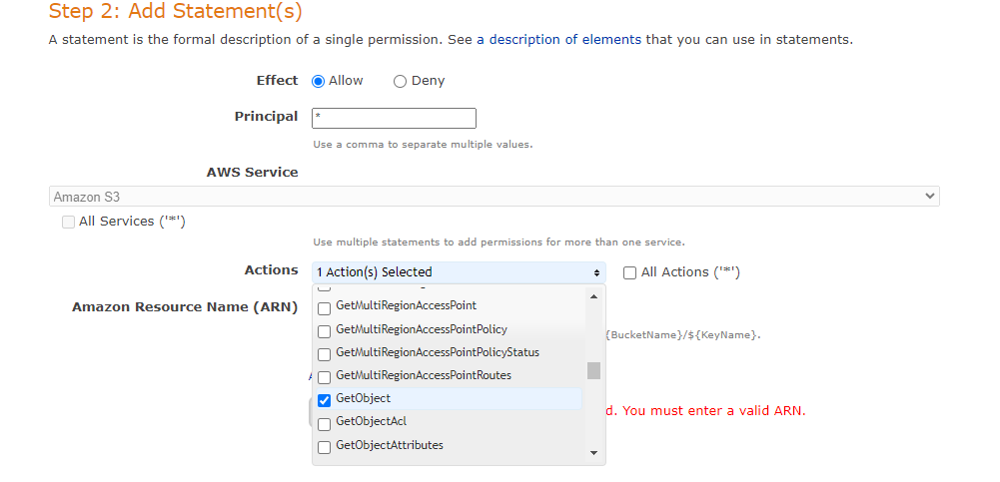 Step 2: Add Statement(s)
A statement is the formal description of a single permission. See a description of elements that you can use in statements.
Effect Allow Deny
Principal *
Use a comma to separate multiple values.
AWS Service
Amazon S3
All Services ('*')
Use multiple statements to add permissions for more than one service.
Actions 1 Action(s) Selected All Actions ('*')
GetMultiRegionAccessPoint
Amazon Resource Name (ARN)
GetMultiRegionAccessPointPolicy
{BucketName}/${KeyName}.
GetMultiRegionAccessPointPolicyStatus
GetMultiRegionAccessPointRoutes
GetObject
d. You must enter a valid ARN.
GetObjectAcl
GetObjectAttributes